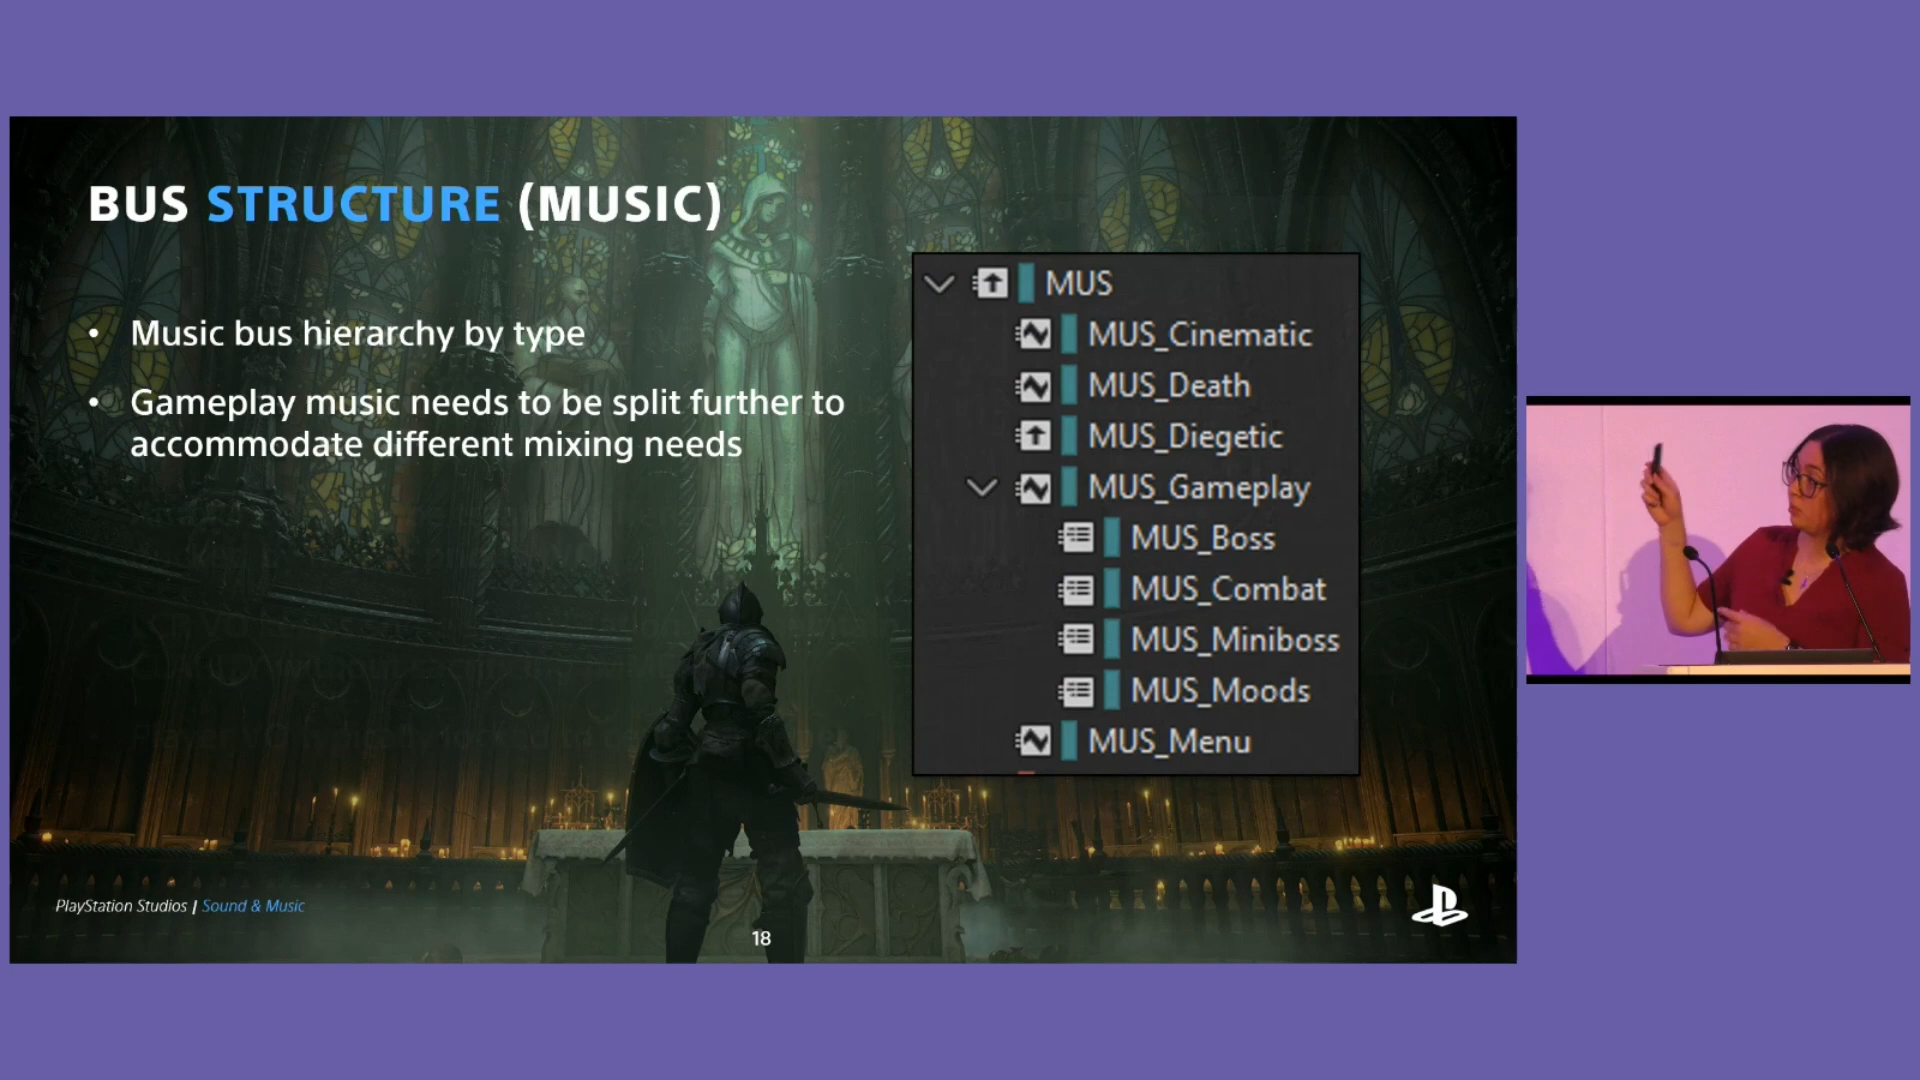 BUS STRUCTURE (MUSIC)
• Music bus hierarchy by type
• Gameplay music needs to be split further to
accommodate different mixing needs
MUS
MUS_Cinematic
MUS_Death
MUS_Diegetic
MUS_Gameplay
MUS_Boss
MUS_Combat
MUS_Miniboss
MUS_Moods
MUS_Menu
PlayStation Studios | Sound & Music
18